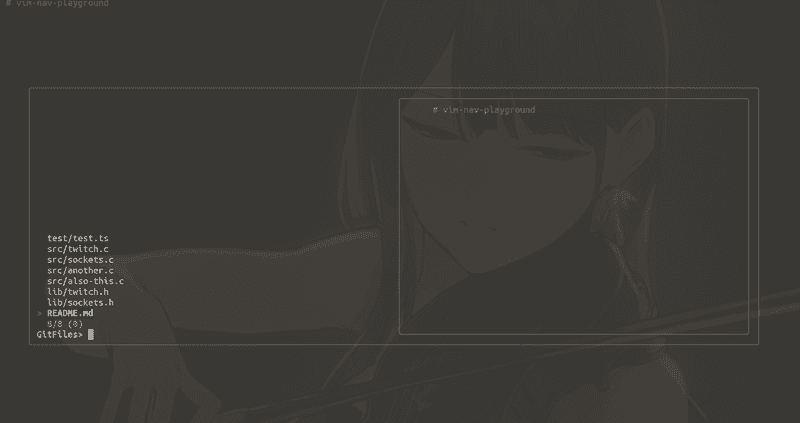 # vim-nav-playground
# vim-nav-playground
test/test.ts
src/twitch.c
src/sockets.c
src/another.c
src/also-this.c
lib/twitch.h
lib/sockets.h
> README.md
8/8 (0)
GitFiles>